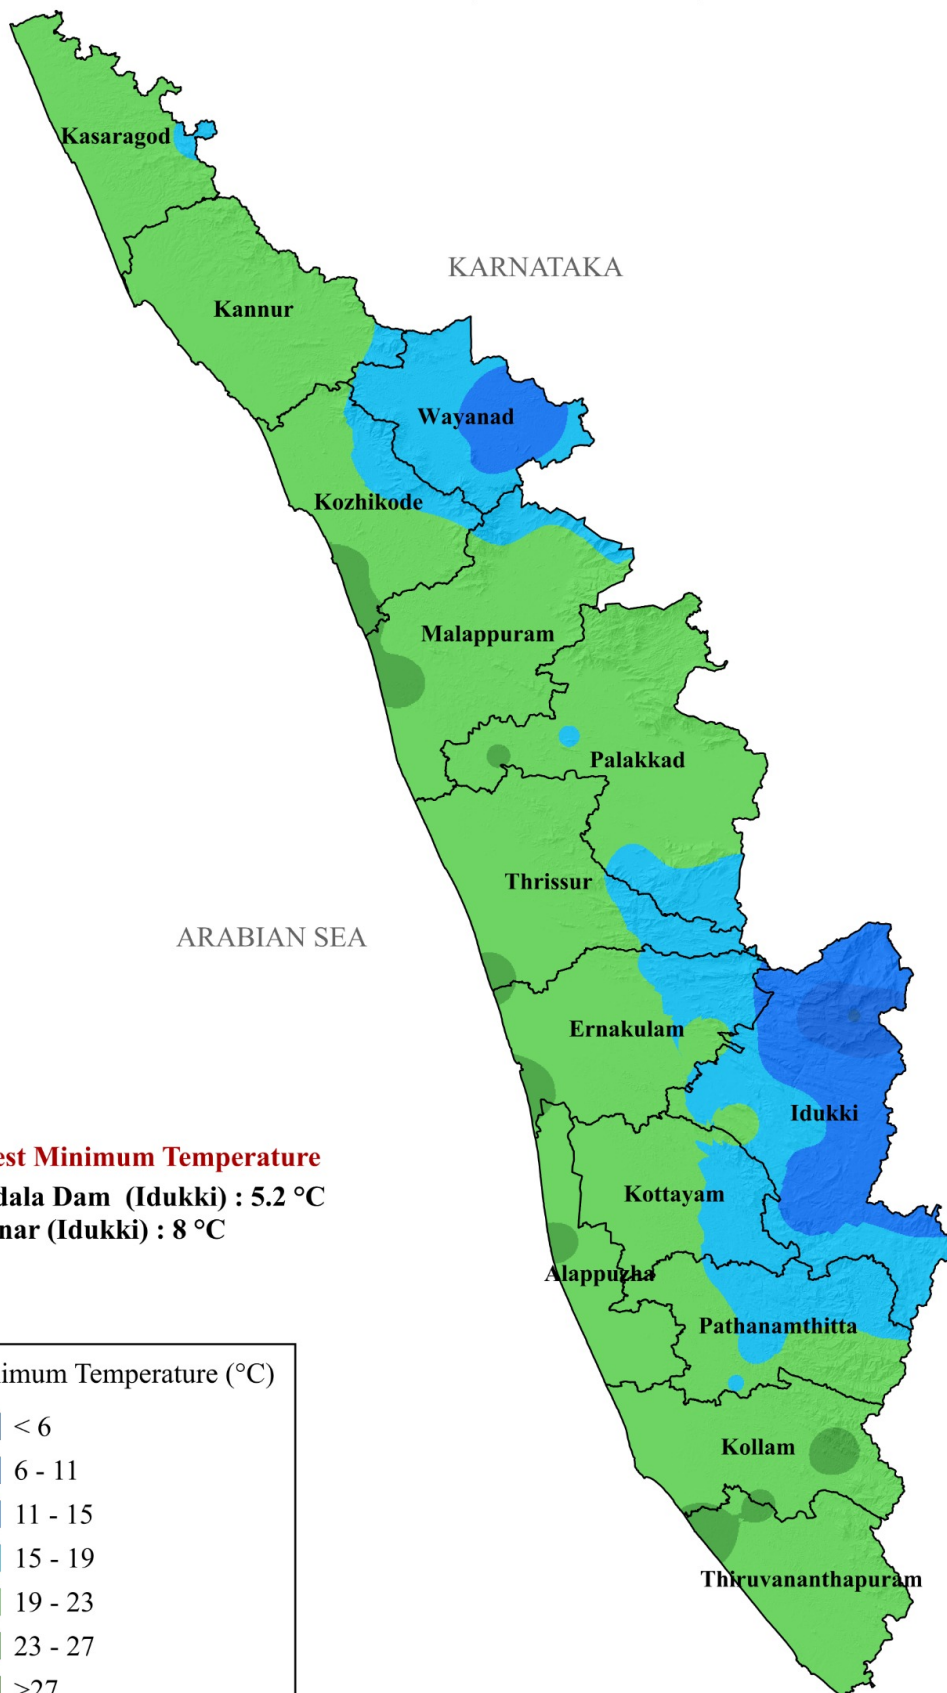 Kasaragod
KARNATAKA
Kannur
Wayanad
Kozhikode
Malappuram
Palakkad
Thrissur
ARABIAN SEA
Ernakulam
Idukki
est Minimum Temperature
dala Dam (Idukki) : 5.2 °C
nar (Idukki) : 8 °C
Kottayam
Alappuzha
Pathanamthitta
imum Temperature (°C)
< 6
6 - 11
11 - 15
15 - 19
19 - 23
23 - 27
>27
Kollam
Thiruvananthapuram